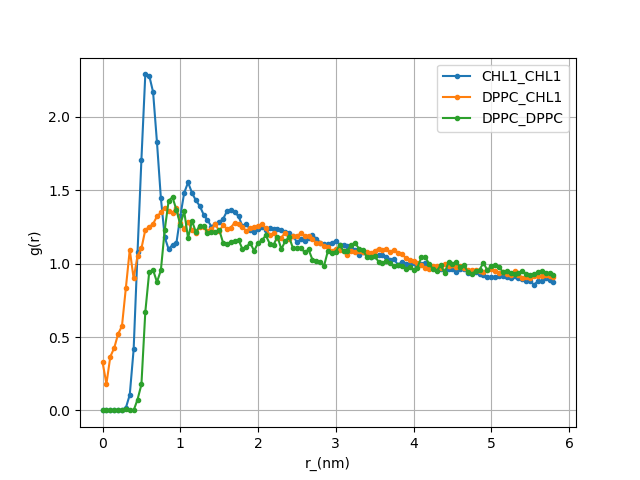 CHL1_CHL1
DPPC_CHL1
DPPC_DPPC
2.0
1.5
1.0
0.5
0.0
g(r)
0 1 2 3 4 5 6
r_(nm)